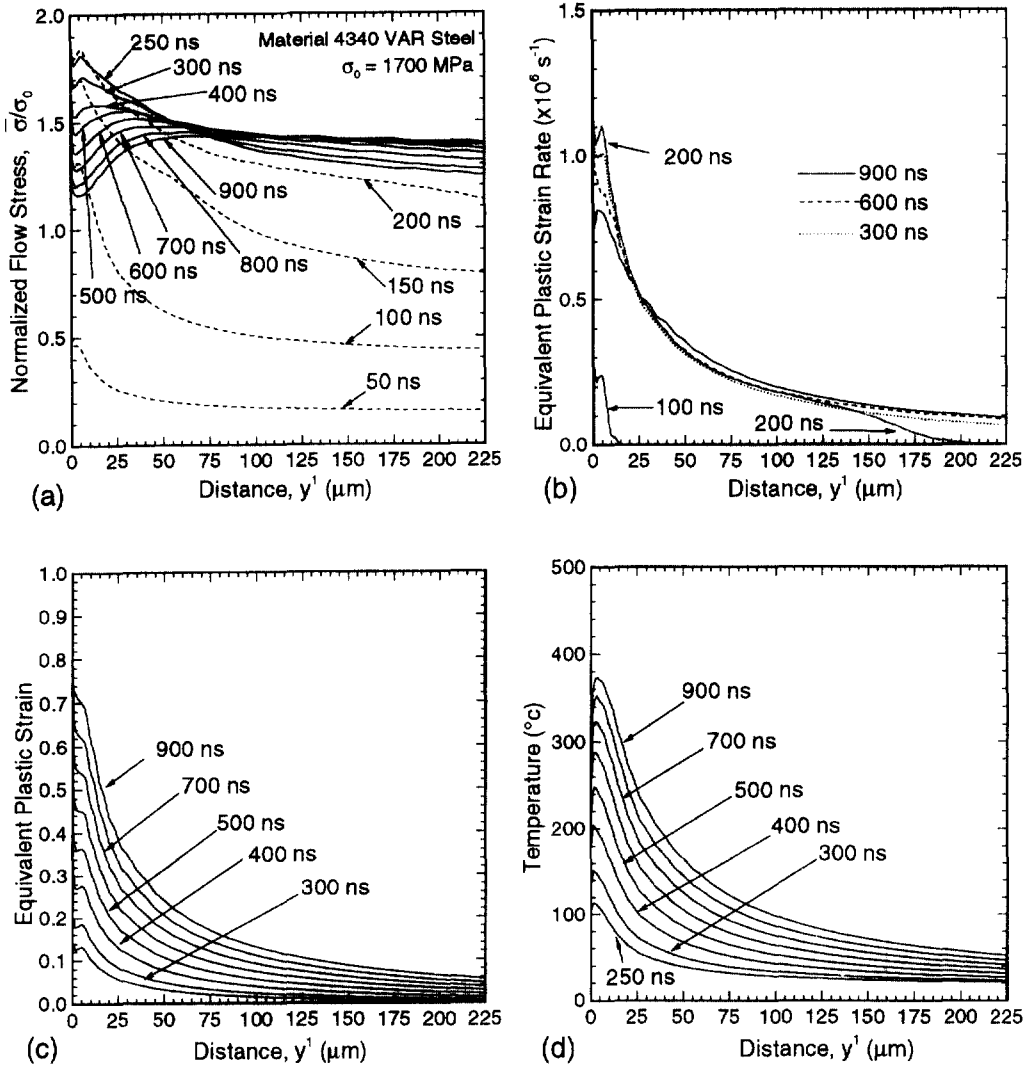 Normalized Flow Stress, σ̄/σ₀
2.0
1.5
1.0
0.5
0.0
250 ns
300 ns
400 ns
Material 4340 VAR Steel
σ₀ = 1700 MPa
900 ns
200 ns
700 ns
800 ns
600 ns
500 ns
150 ns
100 ns
50 ns
0 25 50 75 100 125 150 175 200 225
Distance, y¹ (μm)
(a)
Equivalent Plastic Strain Rate (x10⁶ s⁻¹)
1.5
1.0
0.5
0.0
200 ns
900 ns
600 ns
300 ns
100 ns
200 ns
0 25 50 75 100 125 150 175 200 225
Distance, y¹ (μm)
(b)
Equivalent Plastic Strain
1.0
0.9
0.8
0.7
0.6
0.5
0.4
0.3
0.2
0.1
0.0
900 ns
700 ns
500 ns
400 ns
300 ns
0 25 50 75 100 125 150 175 200 225
Distance, y¹ (μm)
(c)
Temperature (°c)
500
400
300
200
100
0
900 ns
700 ns
500 ns
400 ns
300 ns
250 ns
0 25 50 75 100 125 150 175 200 225
Distance, y¹ (μm)
(d)